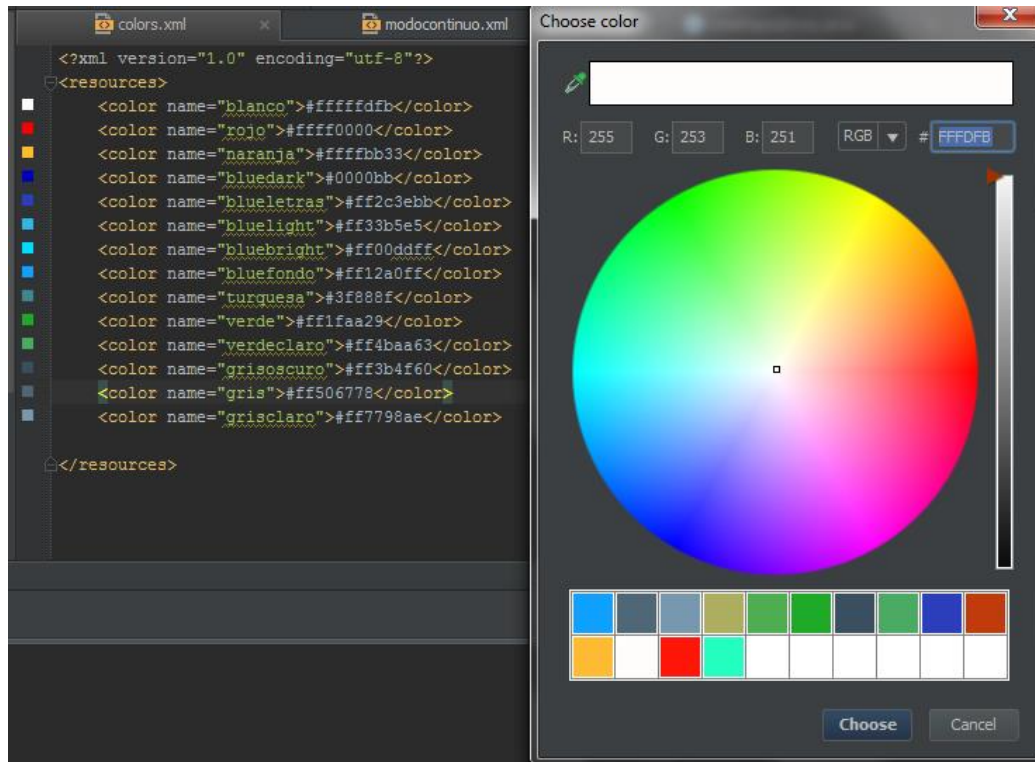 colors.xml
modocontinuo.xml
<?xml version="1.0" encoding="utf-8"?>
<resources>
<color name="blanco">#fffffdfb</color>
<color name="rojo">#ffff0000</color>
<color name="naranja">#ffffbb33</color>
<color name="bluedark">#0000bb</color>
<color name="blueletras">#ff2c3ebb</color>
<color name="bluelight">#ff33b5e5</color>
<color name="bluebright">#ff00ddff</color>
<color name="bluefondo">#ff12a0ff</color>
<color name="turguesa">#3f888f</color>
<color name="verde">#ff1faa29</color>
<color name="verdeclaro">#ff4baa63</color>
<color name="grisoscuro">#ff3b4f60</color>
<color name="gris">#ff506778</color>
<color name="grisclaro">#ff7798ae</color>
</resources>
Choose color
R: 255 G: 253 B: 251 RGB # FFFDFB
Choose Cancel